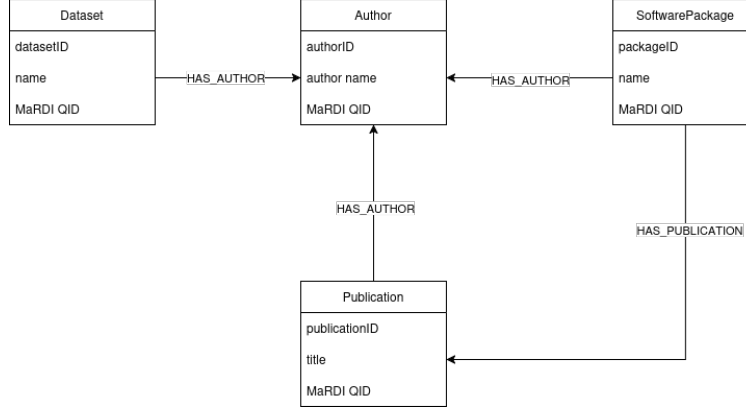 Dataset
datasetID
name
MaRDI QID
HAS_AUTHOR
Author
authorID
author name
MaRDI QID
HAS_AUTHOR
SoftwarePackage
packageID
name
MaRDI QID
HAS_AUTHOR
HAS_PUBLICATION
Publication
publicationID
title
MaRDI QID